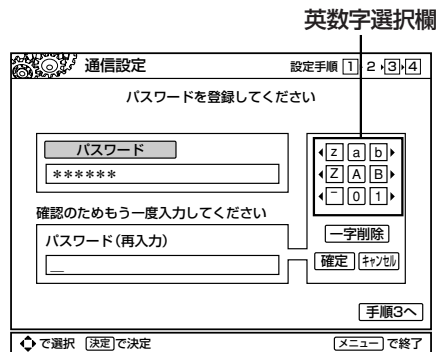 英数字選択欄
通信設定
設定手順 1 2 3 4
パスワードを登録してください
パスワード
******
z a b
Z A B
‾ 0 1
確認のためもう一度入力してください
パスワード(再入力)
_
一字削除
確定 キャンセル
手順3へ
で選択 決定 で決定
メニュー で終了